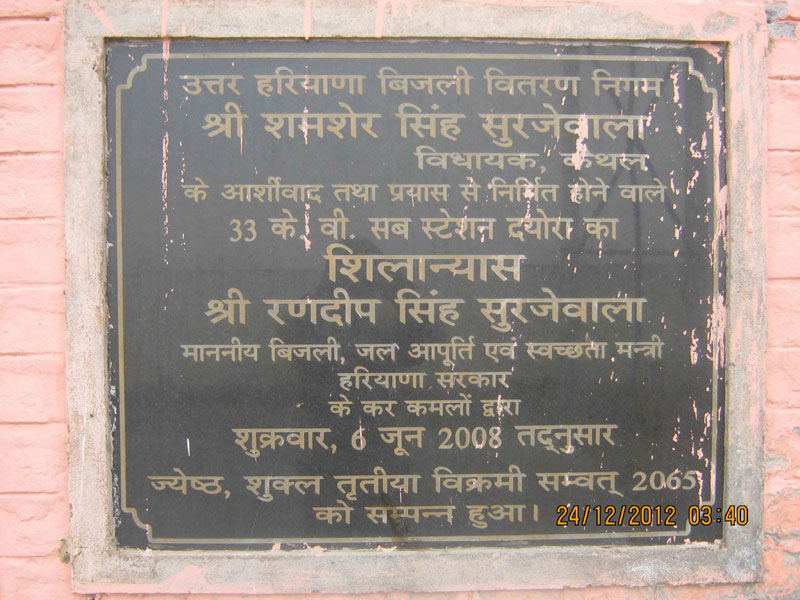 उत्तर हरियाणा बिजली वितरण निगम
श्री शमशेर सिंह सुरजेवाला
विधायक, कैथल
के आर्शीवाद तथा प्रयास से निर्मित होने वाले
33 के. वी. सब स्टेशन दयोरा का
शिलान्यास
श्री रणदीप सिंह सुरजेवाला
माननीय बिजली, जल आपूर्ति एवं स्वच्छता मन्त्री
हरियाणा सरकार
के कर कमलों द्वारा
शुक्रवार, 6 जून 2008 तद्नुसार
ज्येष्ठ, शुक्ल तृतीया विक्रमी सम्वत् 2065
को सम्पन्न हुआ।
24/12/2012 03:40